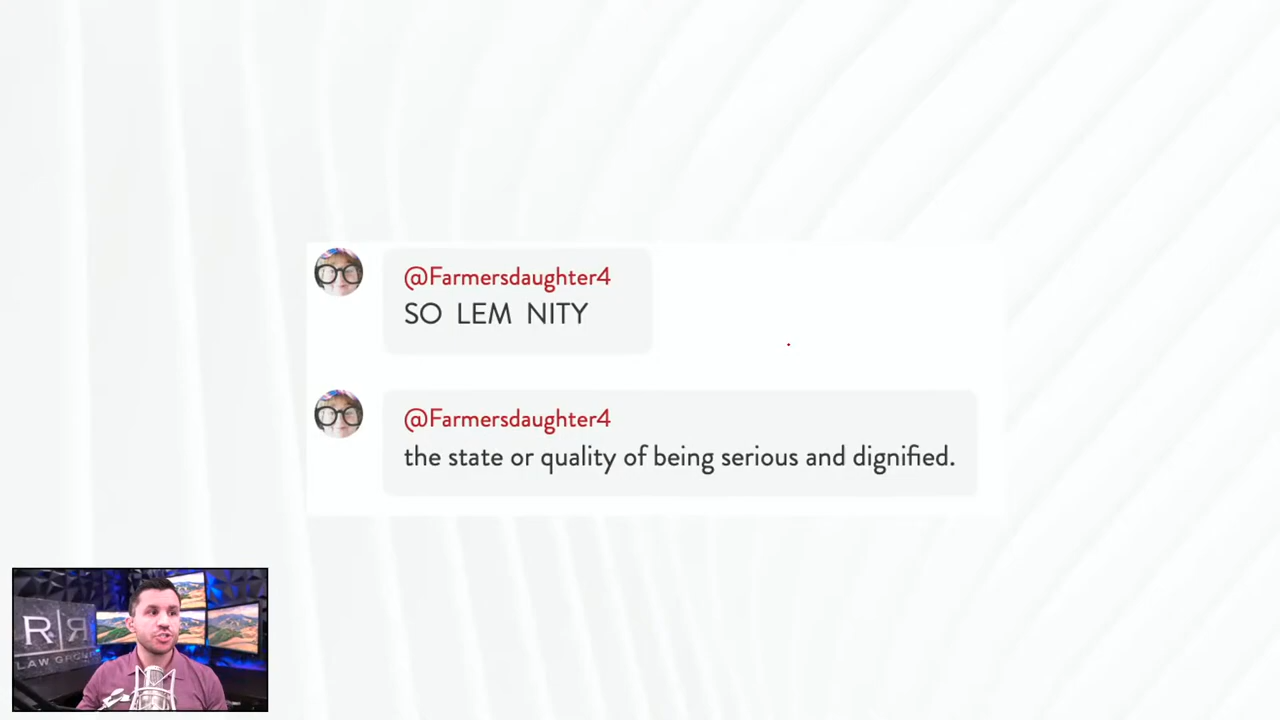 @Farmersdaughter4
SO LEM NITY
@Farmersdaughter4
the state or quality of being serious and dignified.
R|R
LAW GROUP